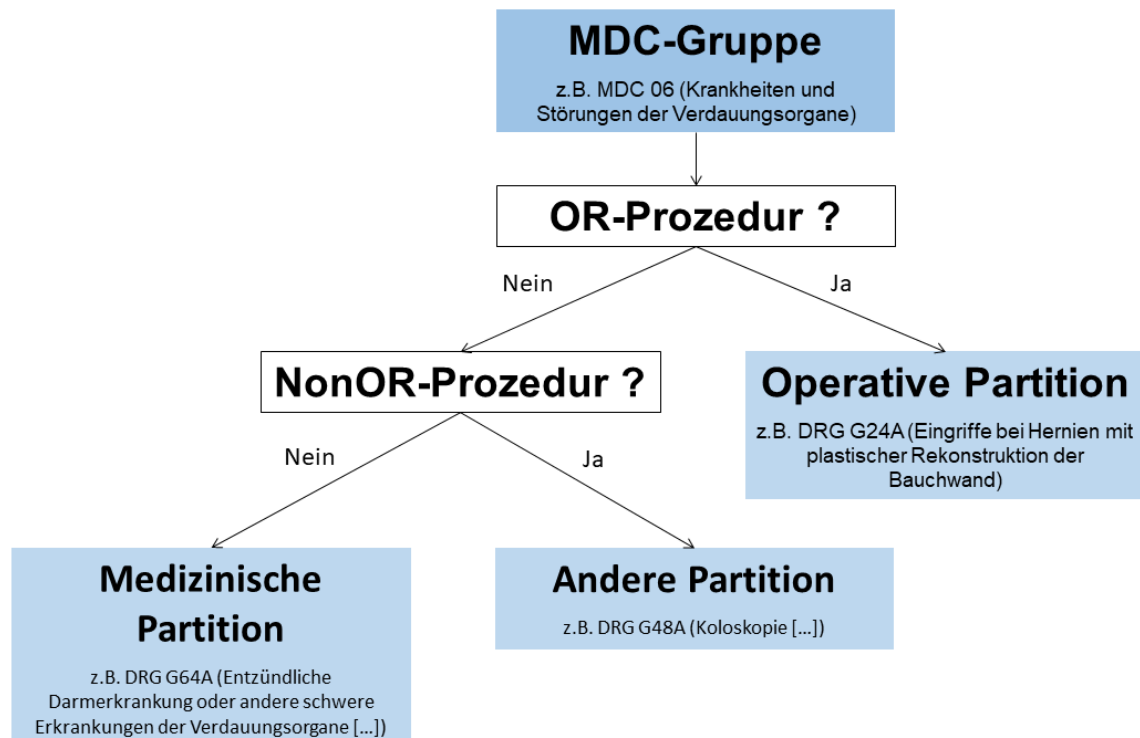 MDC-Gruppe
z.B. MDC 06 (Krankheiten und
Störungen der Verdauungsorgane)
OR-Prozedur ?
Nein
Ja
NonOR-Prozedur ?
Operative Partition
z.B. DRG G24A (Eingriffe bei Hernien mit
plastischer Rekonstruktion der
Bauchwand)
Nein
Ja
Medizinische
Partition
z.B. DRG G64A (Entzündliche
Darmerkrankung oder andere schwere
Erkrankungen der Verdauungsorgane [...])
Andere Partition
z.B. DRG G48A (Koloskopie [...])